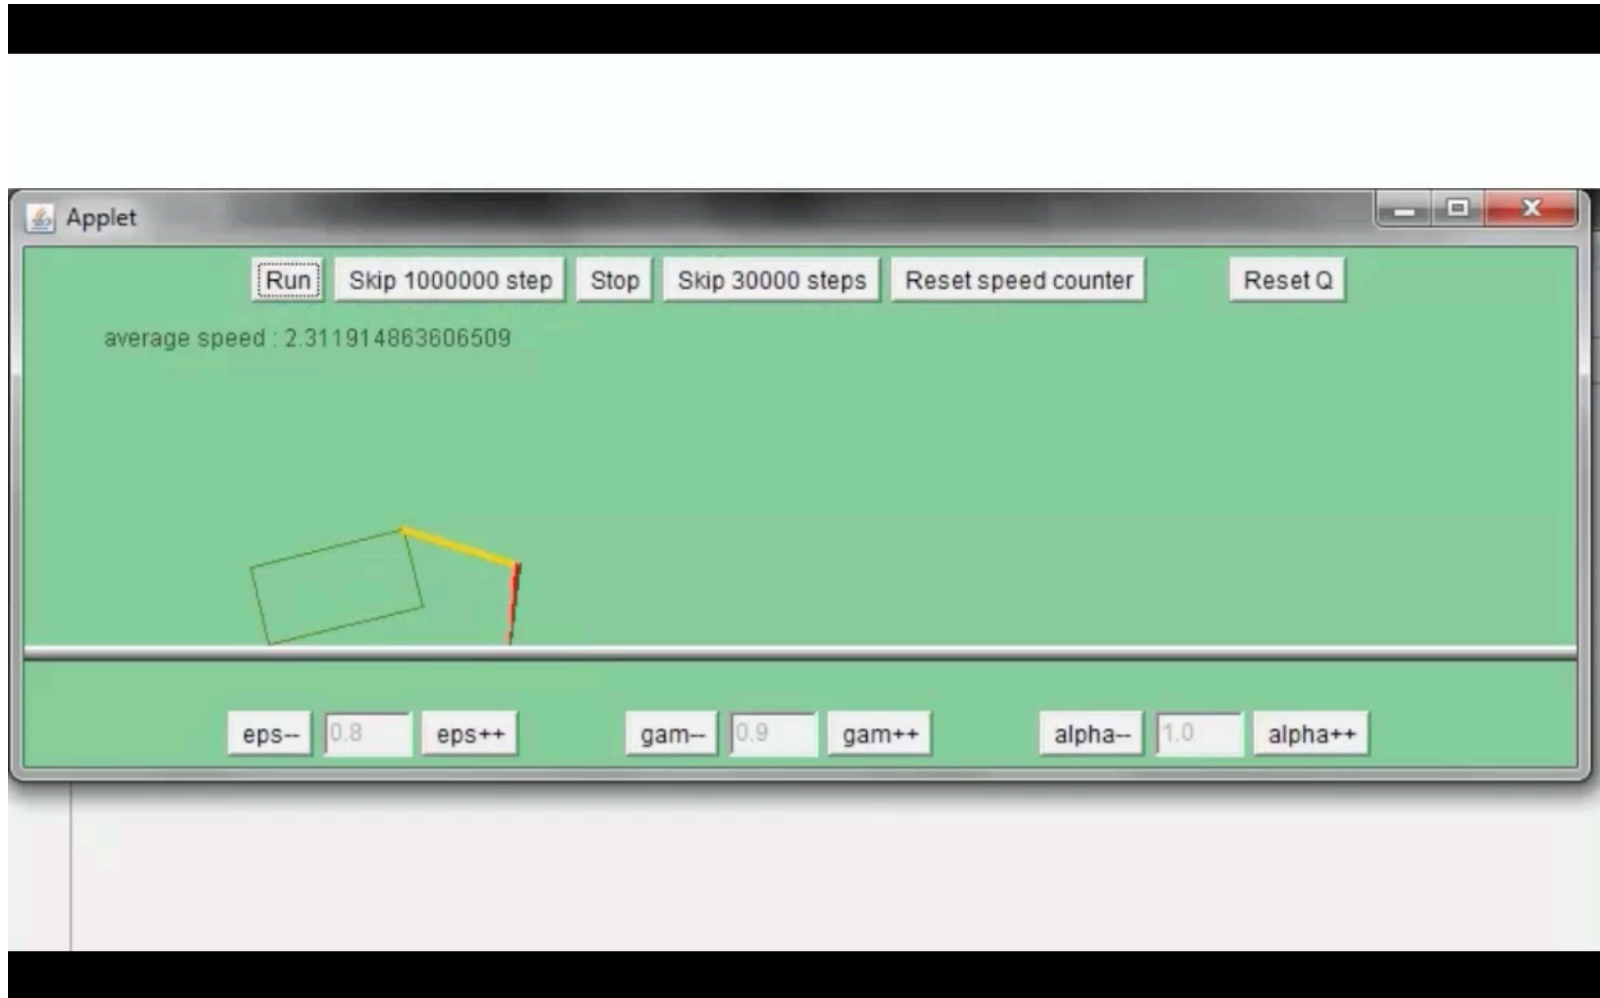 Applet
Run Skip 1000000 step Stop Skip 30000 steps Reset speed counter Reset Q
average speed : 2.311914863606509
eps-- 0.8 eps++ gam-- 0.9 gam++ alpha-- 1.0 alpha++